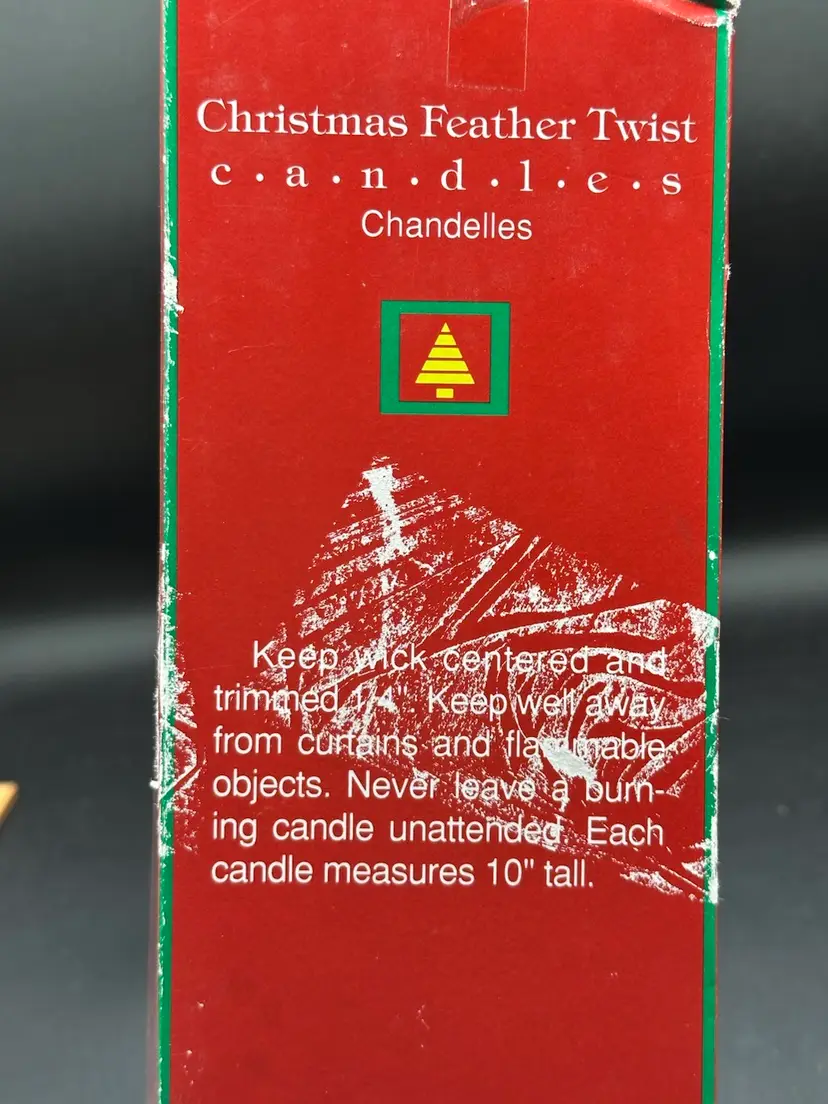 Christmas Feather Twist
c • a • n • d • l • e • s
Chandelles
Keep wick centered and
trimmed 1/4". Keep well away
from curtains and flammable
objects. Never leave a burn-
ing candle unattended. Each
candle measures 10" tall.